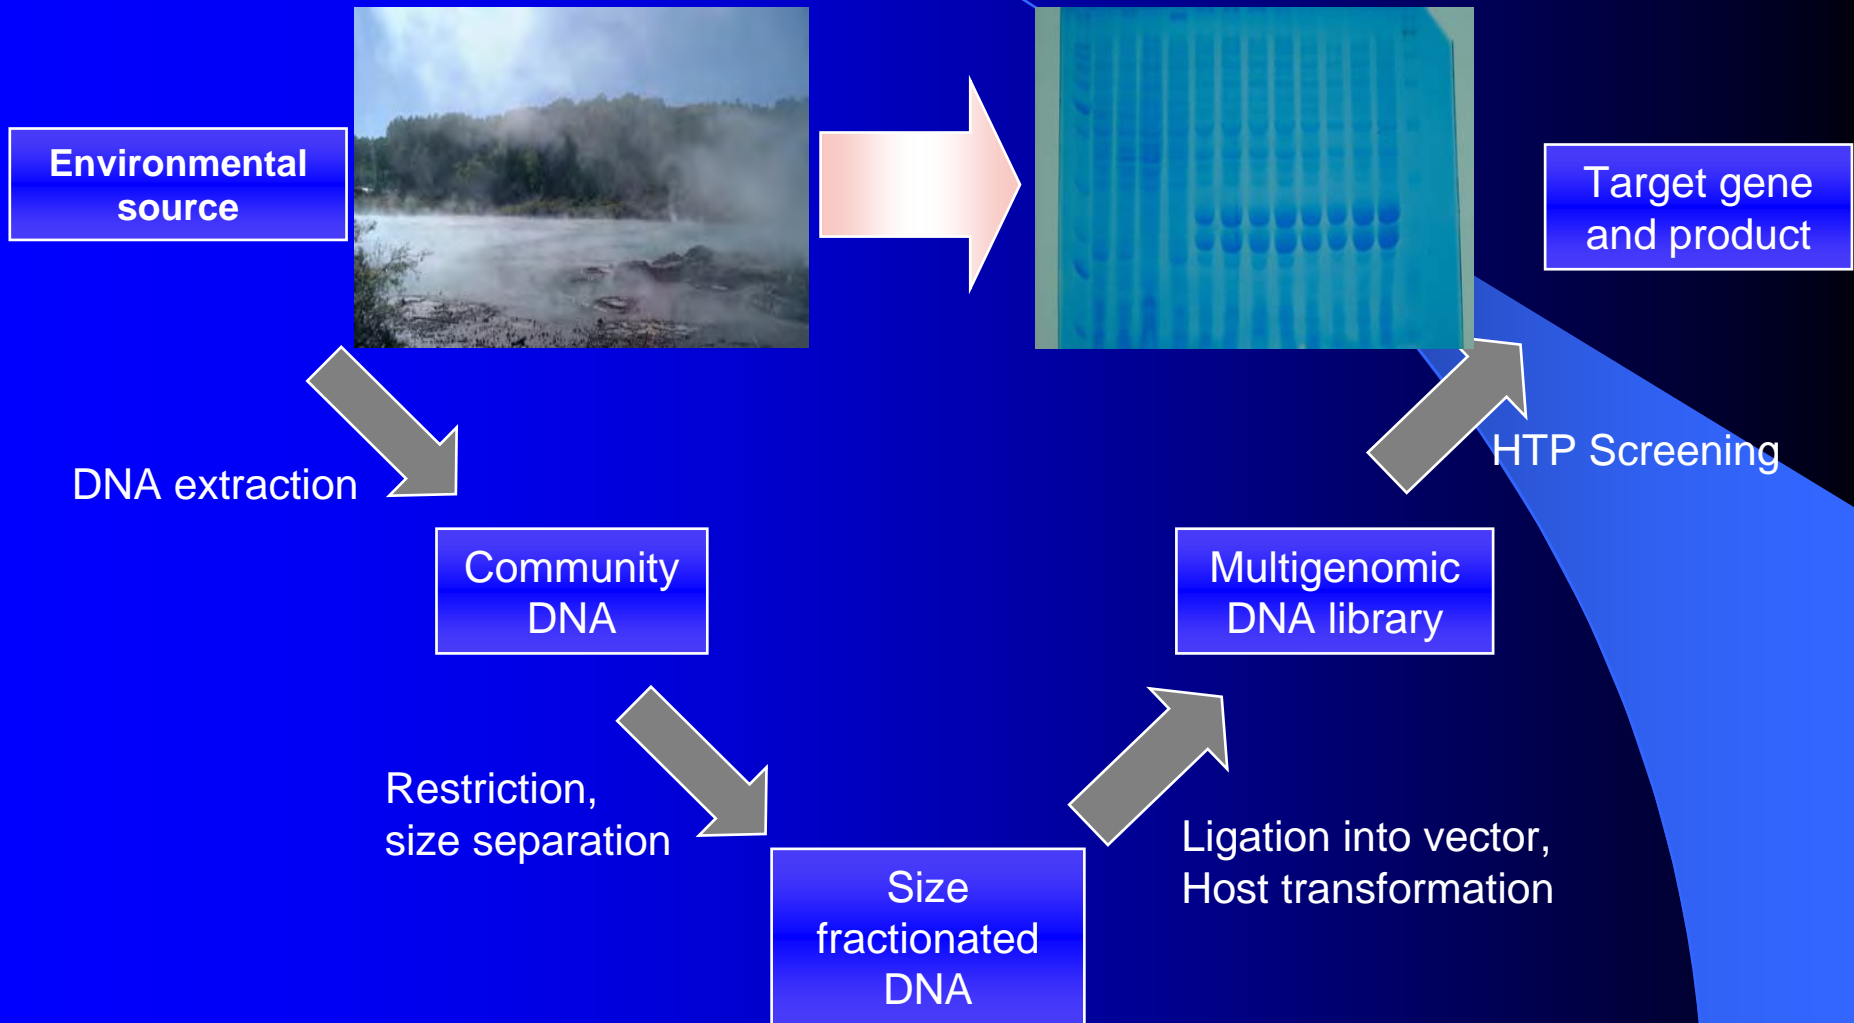 Environmental
source
Target gene
and product
DNA extraction
HTP Screening
Community
DNA
Multigenomic
DNA library
Restriction,
size separation
Ligation into vector,
Host transformation
Size
fractionated
DNA